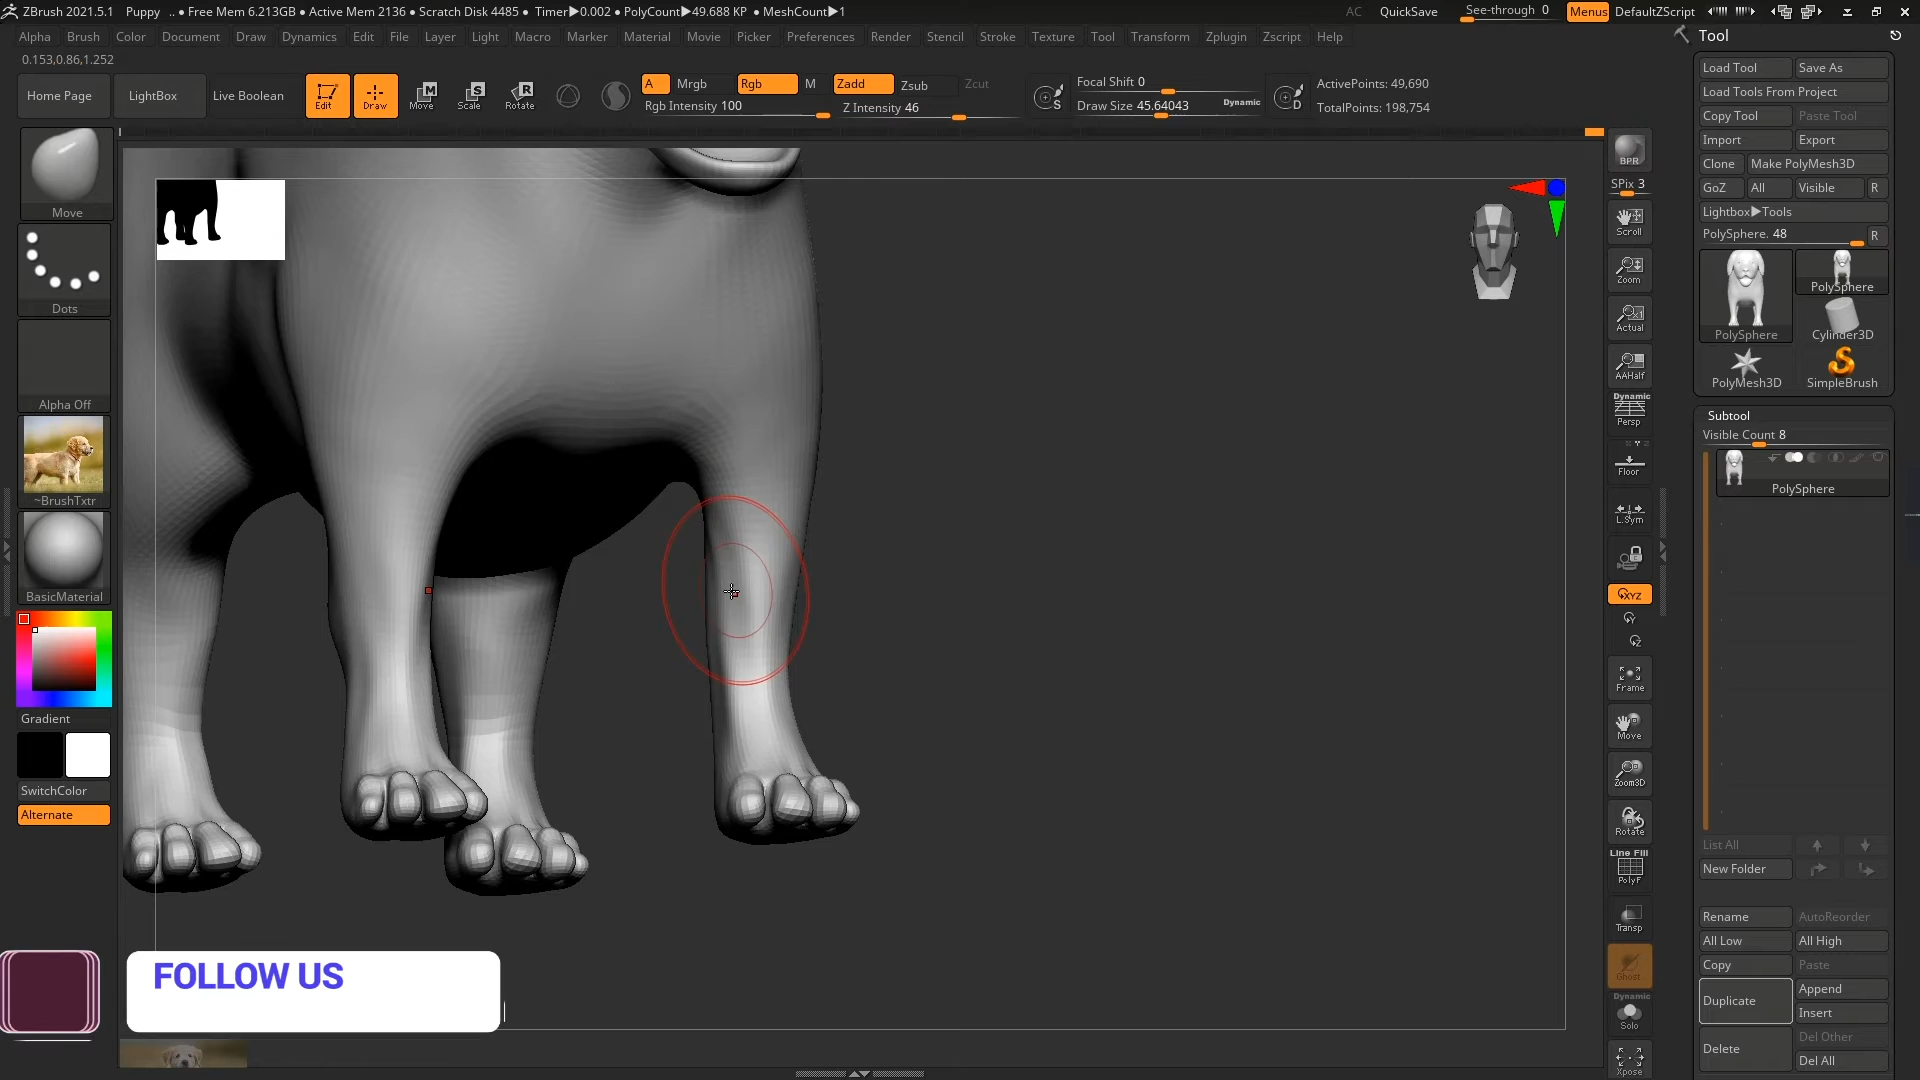 ZBrush 2021.5.1 Puppy .. • Free Mem 6.213GB • Active Mem 2136 • Scratch Disk 4485 • Timer▶0.002 • PolyCount▶49.688 KP • MeshCount▶1 AC QuickSave See-through 0 Menus DefaultZScript
Alpha Brush Color Document Draw Dynamics Edit File Layer Light Macro Marker Material Movie Picker Preferences Render Stencil Stroke Texture Tool Transform Zplugin Zscript Help
0.153,0.86,1.252
Home Page LightBox Live Boolean Edit Draw Move Scale Rotate
A Mrgb Rgb M Zadd Zsub Zcut
Rgb Intensity 100 Z Intensity 46
S
Focal Shift 0
Draw Size 45.64043 Dynamic
D
ActivePoints: 49,690
TotalPoints: 198,754
Move
Dots
Alpha Off
~BrushTxtr
BasicMaterial
Gradient
SwitchColor
Alternate
FOLLOW US
BPR
SPix 3
Scroll
Zoom
Actual
AAHalf
Dynamic
Persp
Floor
L.Sym
XYZ
Y
Z
Frame
Move
Zoom3D
Rotate
Line Fill
PolyF
Transp
Ghost
Dynamic
Solo
Xpose
Tool
Load Tool Save As
Load Tools From Project
Copy Tool Paste Tool
Import Export
Clone Make PolyMesh3D
GoZ All Visible R
Lightbox▶Tools
PolySphere. 48 R
PolySphere
PolySphere
Cylinder3D
PolyMesh3D
SimpleBrush
Subtool
Visible Count 8
PolySphere
List All
New Folder
Rename AutoReorder
All Low All High
Copy Paste
Duplicate Append
Insert
Delete Del Other
Del All